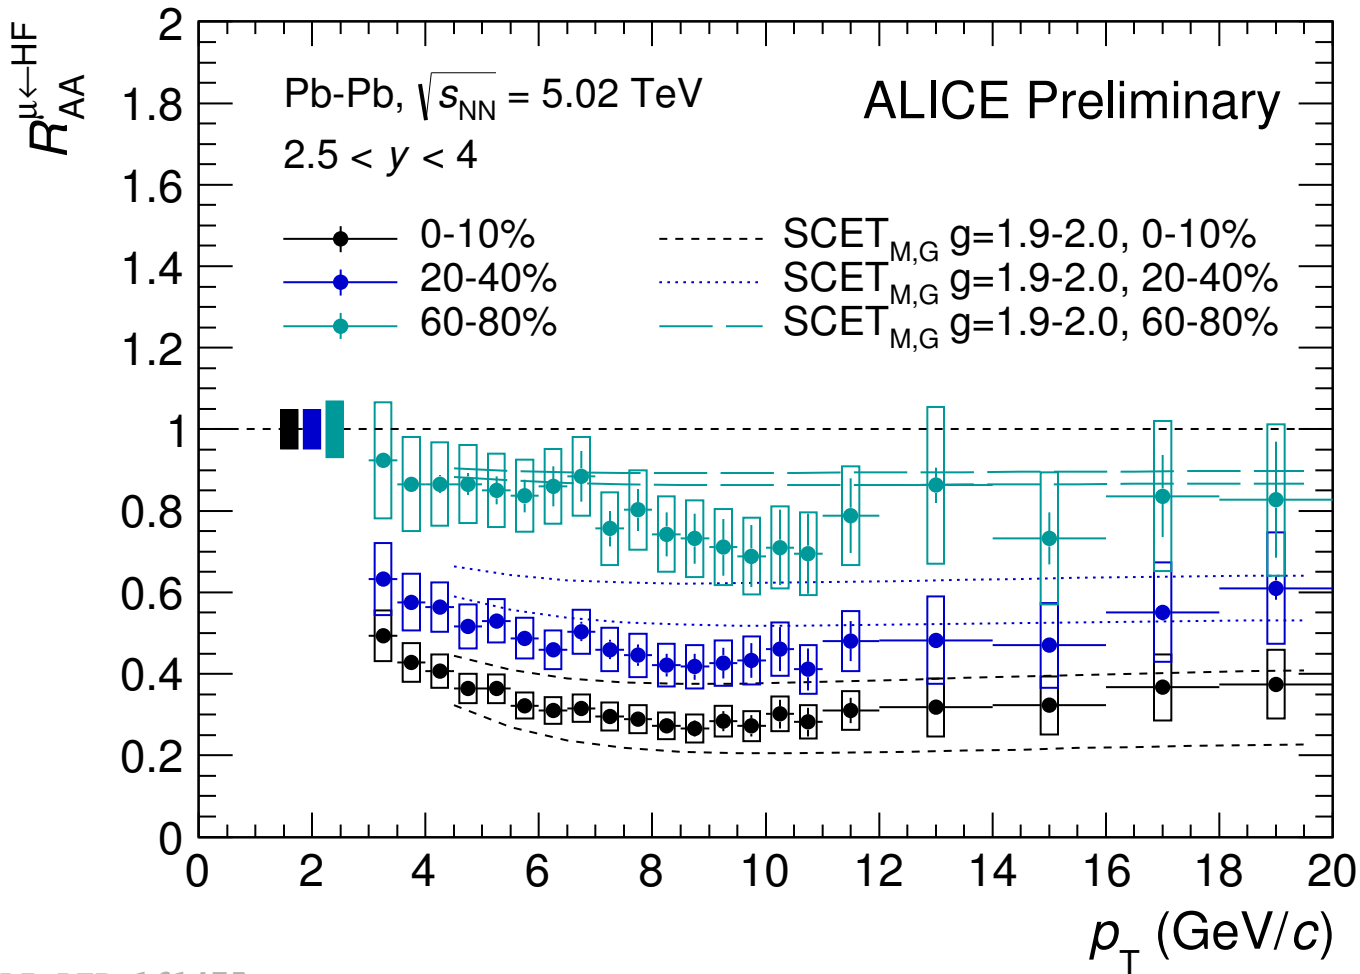 R_AA^μ←HF
Pb-Pb, √s_NN = 5.02 TeV
ALICE Preliminary
2.5 < y < 4
0-10%
20-40%
60-80%
SCET_M,G g=1.9-2.0, 0-10%
SCET_M,G g=1.9-2.0, 20-40%
SCET_M,G g=1.9-2.0, 60-80%
2
1.8
1.6
1.4
1.2
1
0.8
0.6
0.4
0.2
0
0 2 4 6 8 10 12 14 16 18 20
p_T (GeV/c)